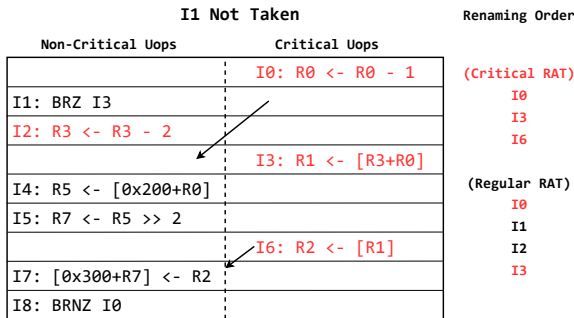 I1 Not Taken
Renaming Order
Non-Critical Uops
Critical Uops
I0: R0 <- R0 - 1
(Critical RAT)
I1: BRZ I3
I0
I2: R3 <- R3 - 2
I3
I3: R1 <- [R3+R0]
I6
I4: R5 <- [0x200+R0]
(Regular RAT)
I5: R7 <- R5 >> 2
I0
I6: R2 <- [R1]
I1
I2
I7: [0x300+R7] <- R2
I3
I8: BRNZ I0